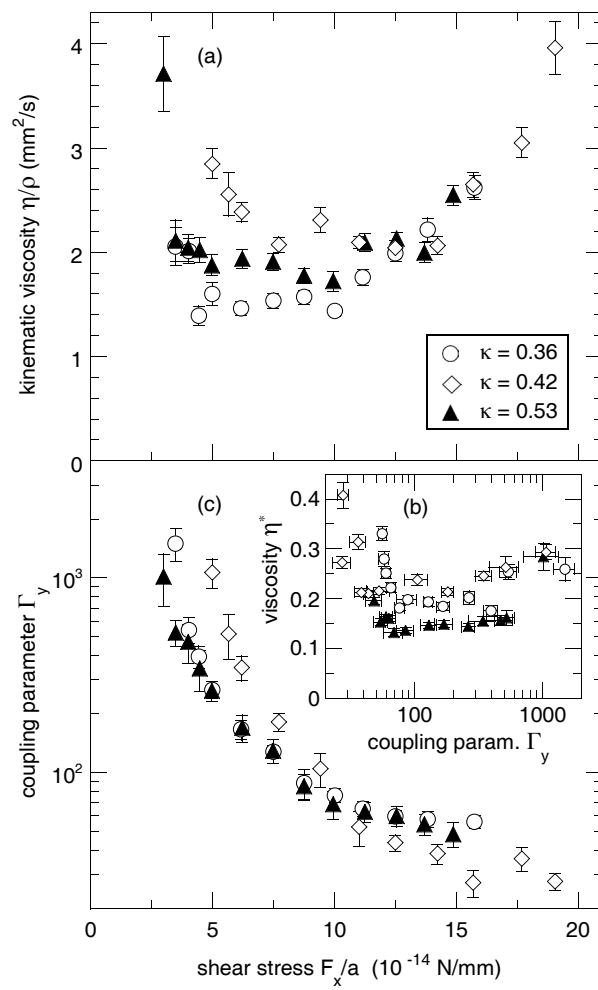 (a)
kinematic viscosity η/ρ (mm²/s)
4
3
2
1
0
κ = 0.36
κ = 0.42
κ = 0.53
(c)
coupling parameter Γy
10³
10²
(b)
viscosity η*
0.4
0.3
0.2
0.1
0
100
1000
coupling param. Γy
0
5
10
15
20
shear stress Fx/a (10⁻¹⁴ N/mm)